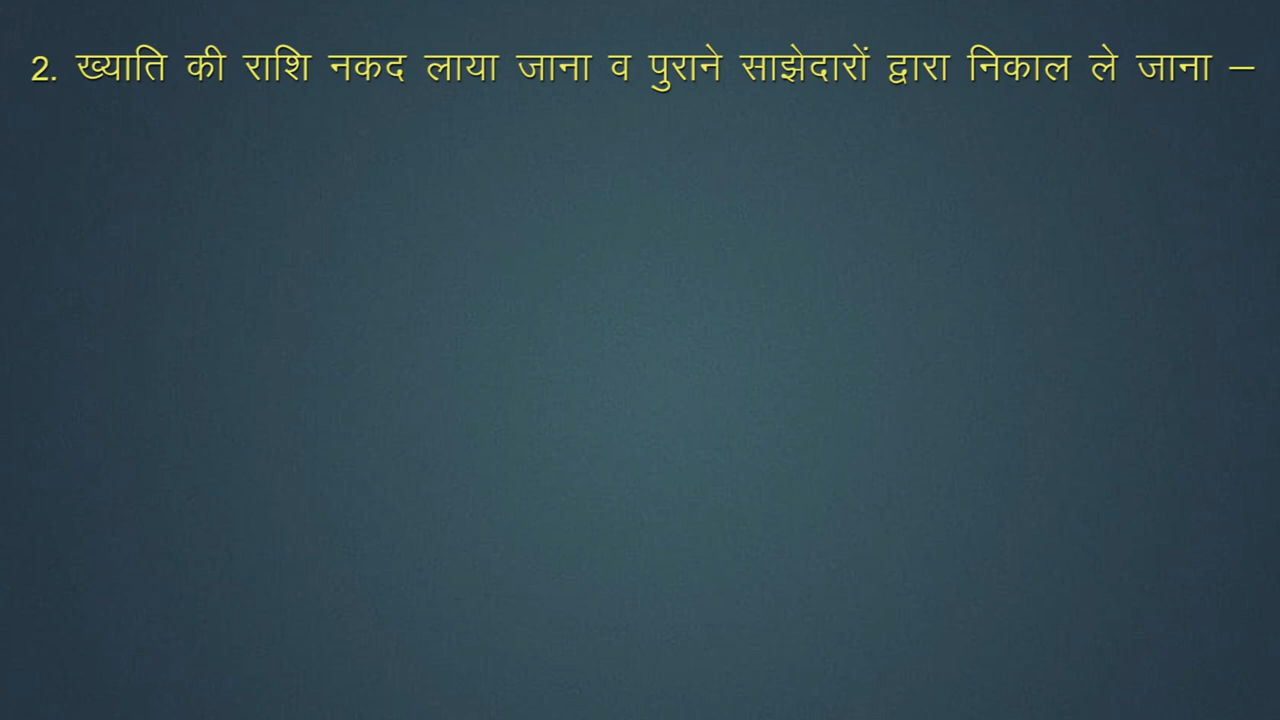 2. ख्याति की राशि नकद लाया जाना व पुराने साझेदारों द्वारा निकाल ले जाना –